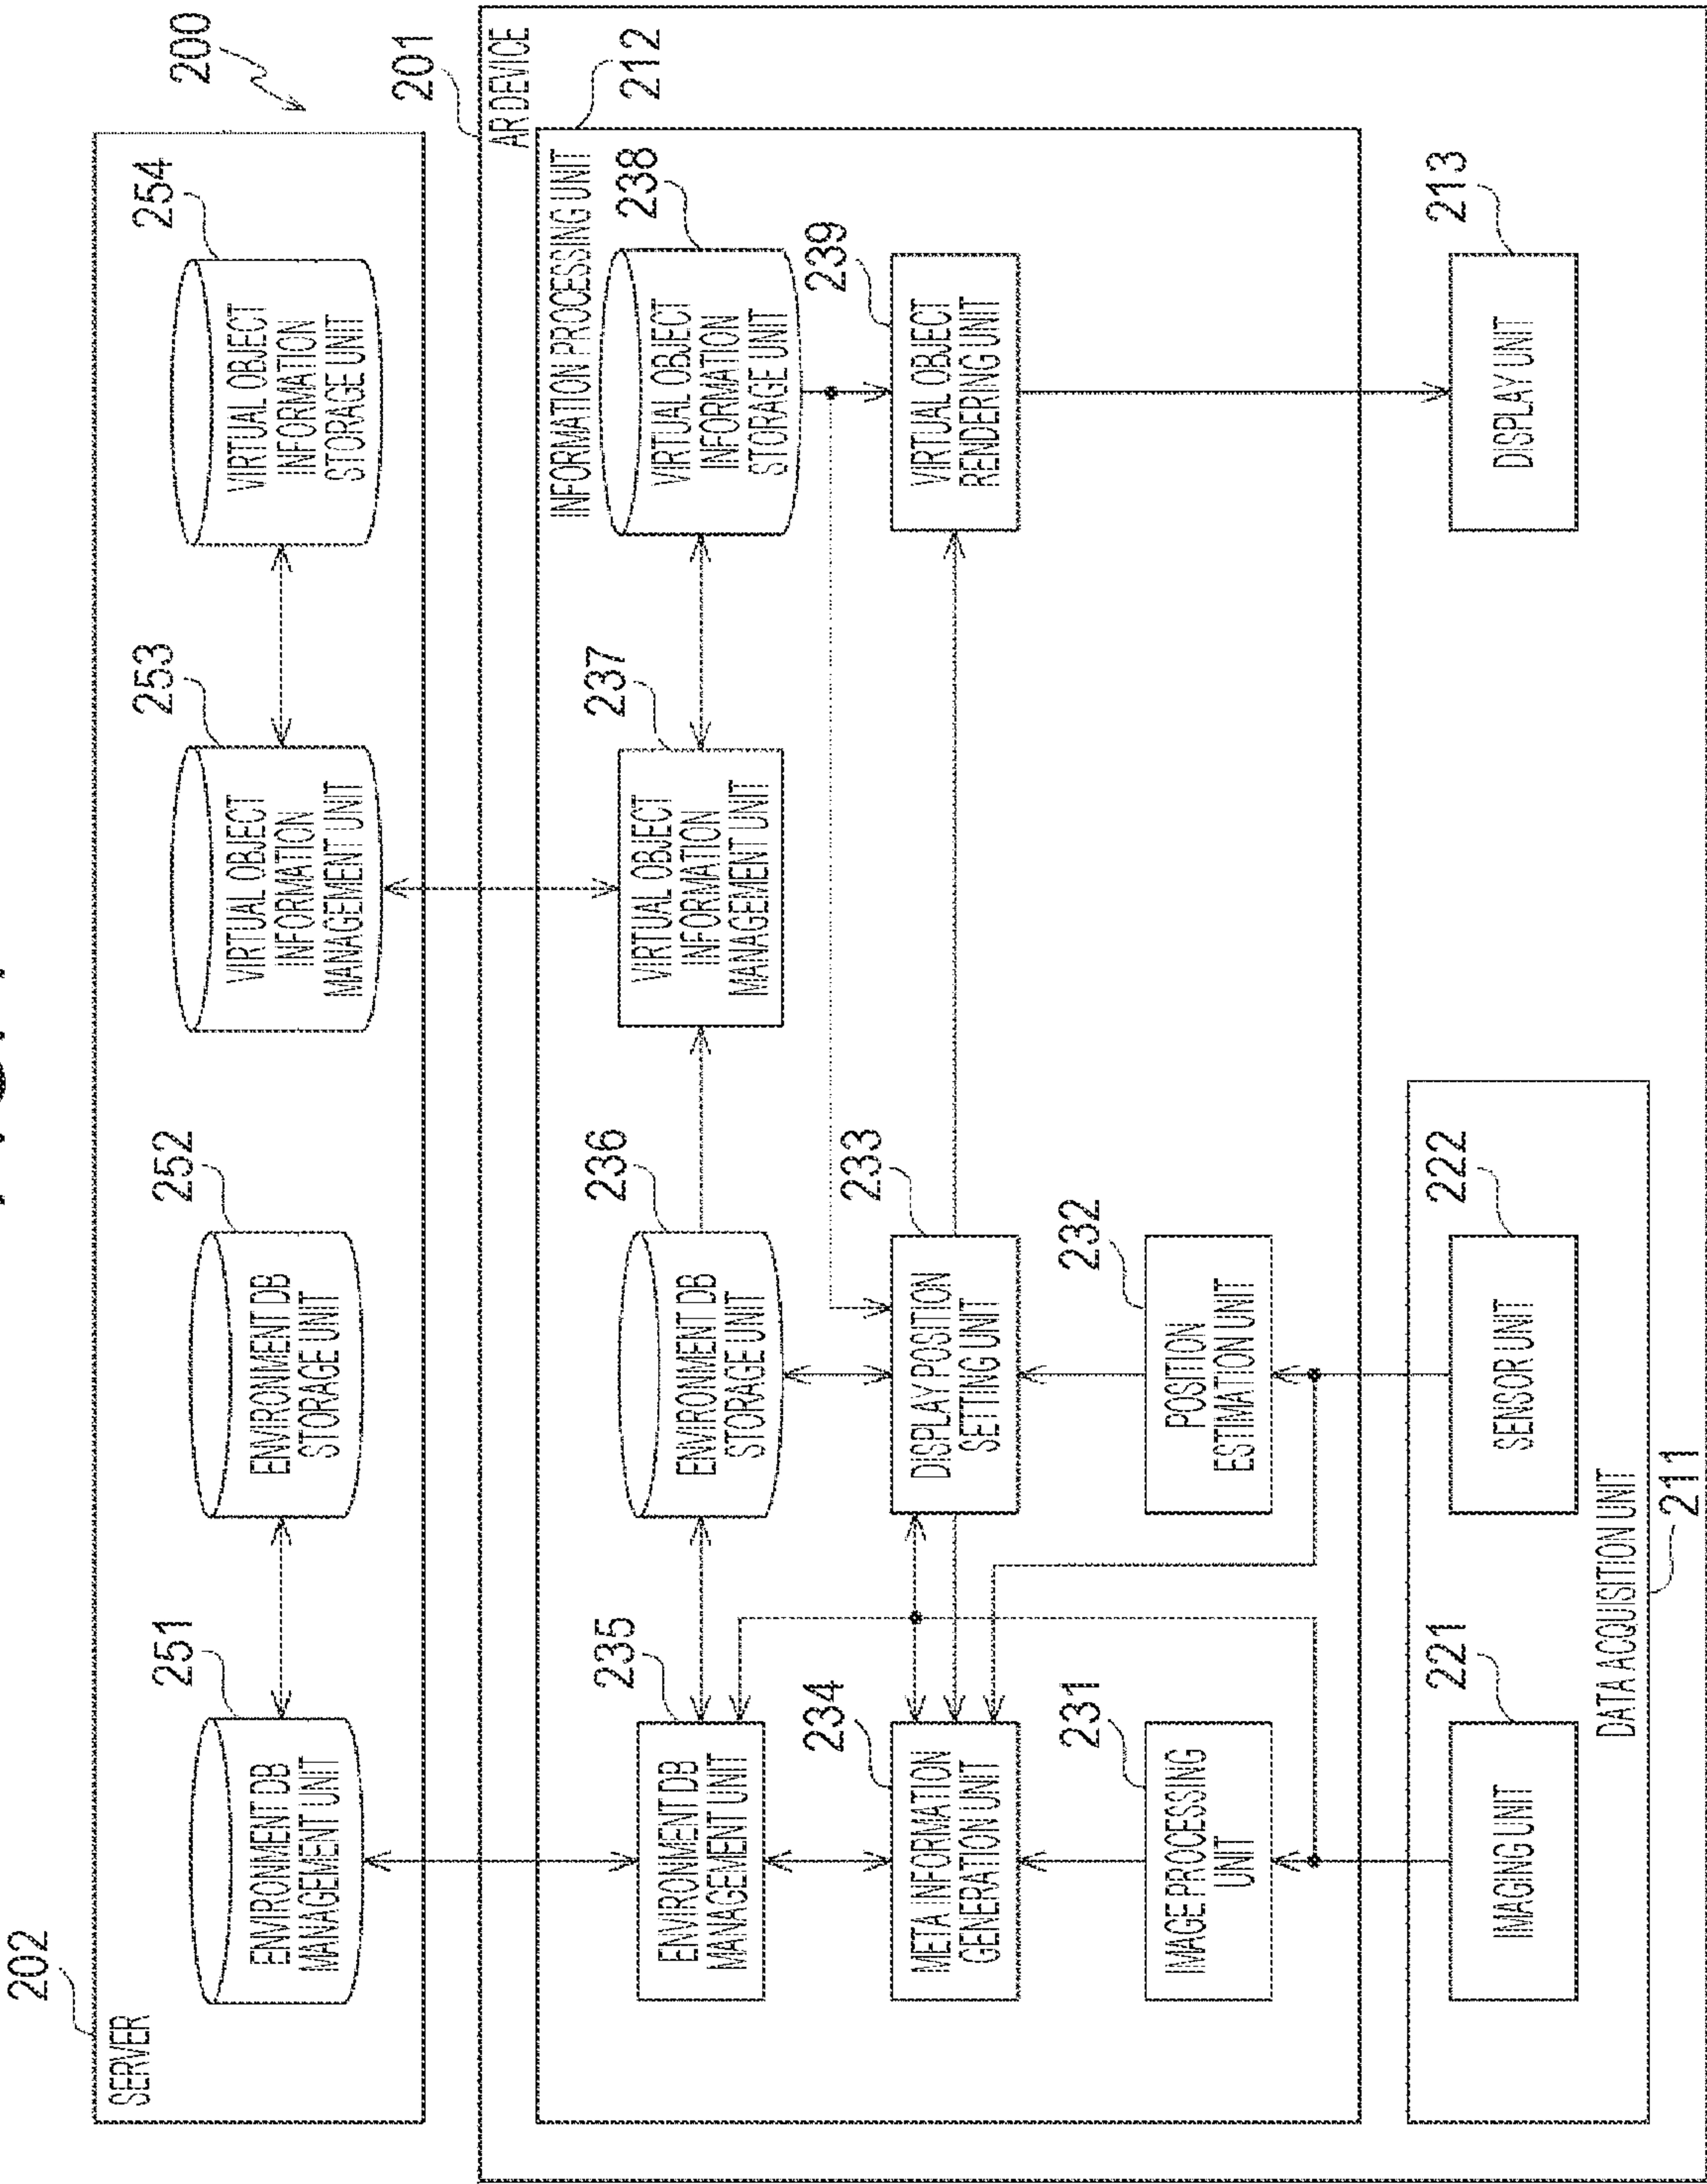 200
202
SERVER
251
ENVIRONMENT DB
MANAGEMENT UNIT
252
ENVIRONMENT DB
STORAGE UNIT
253
VIRTUAL OBJECT
INFORMATION
MANAGEMENT UNIT
254
VIRTUAL OBJECT
INFORMATION
STORAGE UNIT
201
AR DEVICE
212
INFORMATION PROCESSING UNIT
235
ENVIRONMENT DB
MANAGEMENT UNIT
236
ENVIRONMENT DB
STORAGE UNIT
237
VIRTUAL OBJECT
INFORMATION
MANAGEMENT UNIT
238
VIRTUAL OBJECT
INFORMATION
STORAGE UNIT
234
META INFORMATION
GENERATION UNIT
233
DISPLAY POSITION
SETTING UNIT
239
VIRTUAL OBJECT
RENDERING UNIT
231
IMAGE PROCESSING
UNIT
232
POSITION
ESTIMATION UNIT
221
IMAGING UNIT
222
SENSOR UNIT
213
DISPLAY UNIT
DATA ACQUISITION UNIT
211